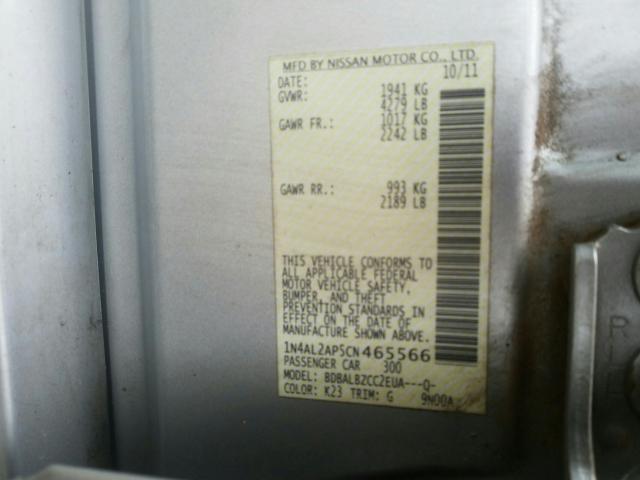 MFD BY NISSAN MOTOR CO., LTD.
DATE: 10/11
GVWR: 1941 KG
4279 LB
GAWR FR.: 1017 KG
2242 LB
GAWR RR.: 993 KG
2189 LB
THIS VEHICLE CONFORMS TO
ALL APPLICABLE FEDERAL
MOTOR VEHICLE SAFETY,
BUMPER, AND THEFT
PREVENTION STANDARDS IN
EFFECT ON THE DATE OF
MANUFACTURE SHOWN ABOVE.
1N4AL2AP5CN465566
PASSENGER CAR 300
MODEL: BDBALBZCC2EUA---Q-
COLOR: K23 TRIM: G 9N00A